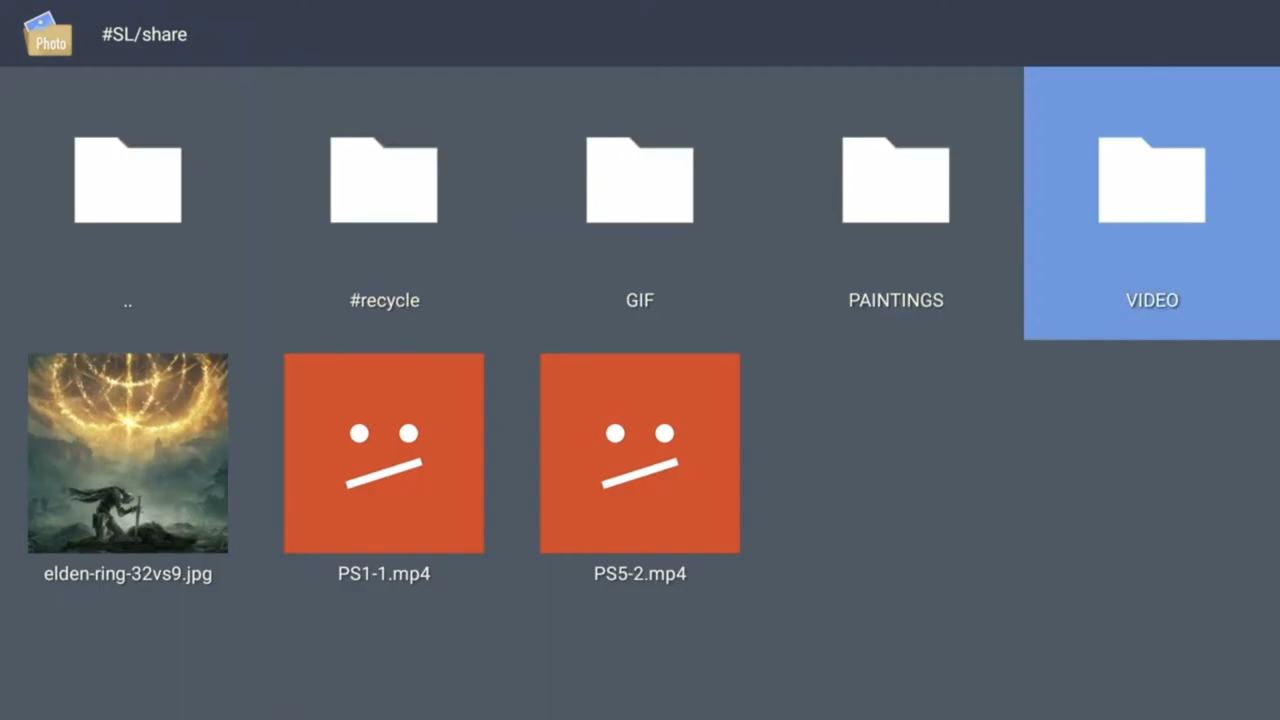 Photo
#SL/share
..
#recycle
GIF
PAINTINGS
VIDEO
elden-ring-32vs9.jpg
PS1-1.mp4
PS5-2.mp4